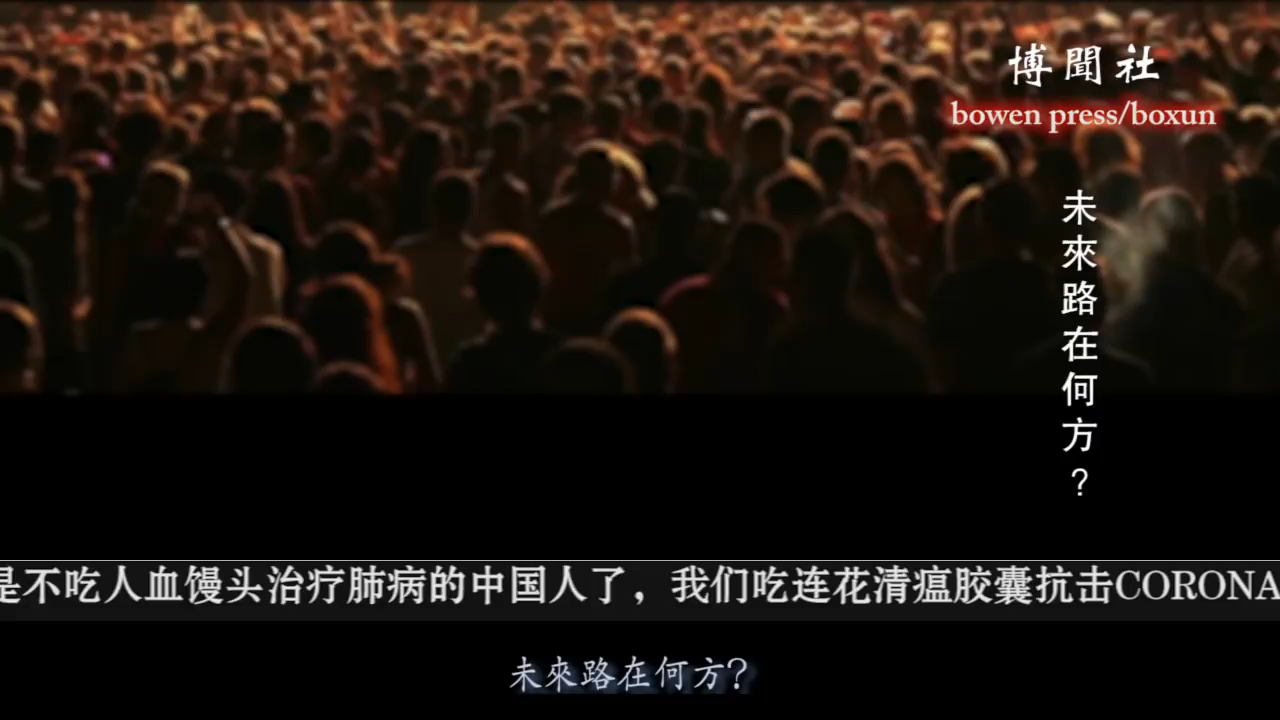 博聞社
bowen press/boxun
未來路在何方?
是不吃人血馒头治疗肺病的中国人了，我们吃连花清瘟胶囊抗击CORONA
未來路在何方?